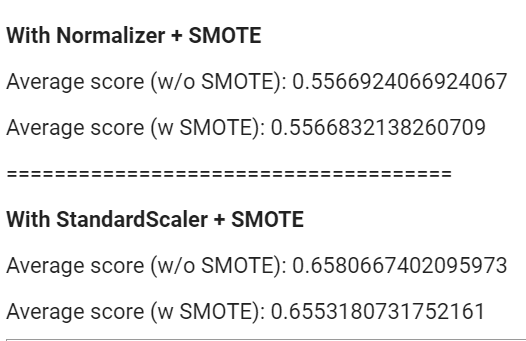 With Normalizer + SMOTE
Average score (w/o SMOTE): 0.5566924066924067
Average score (w SMOTE): 0.5566832138260709
=====================================
With StandardScaler + SMOTE
Average score (w/o SMOTE): 0.6580667402095973
Average score (w SMOTE): 0.6553180731752161